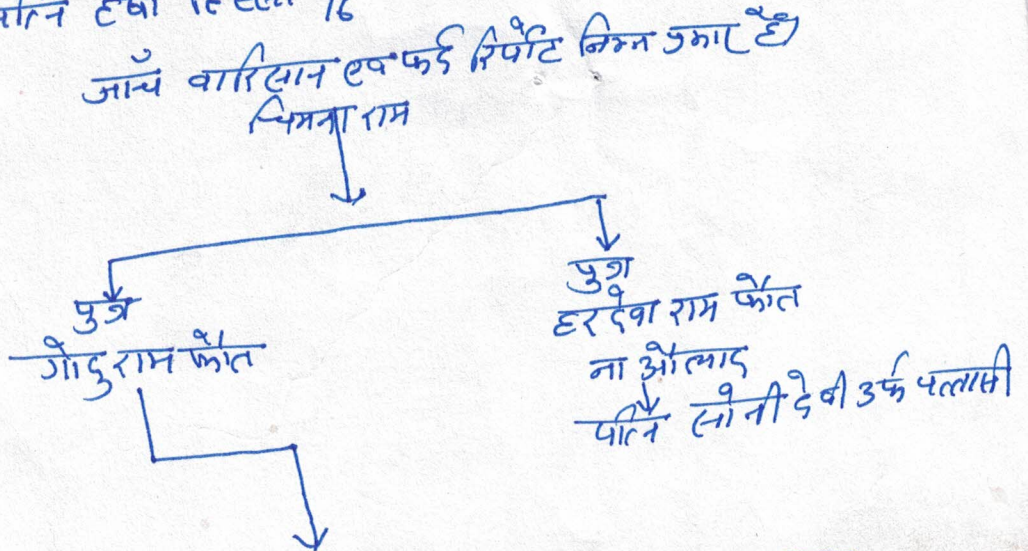 जाँच वारिसान एवं फर्द रिर्पोट निम्न प्रकार है।
चिमना राम
पुत्र
गोदुराम फौत
पुत्र
हरदेवा राम फौत
ना औलाद
पत्नि सोनी देवी उर्फ पतासी